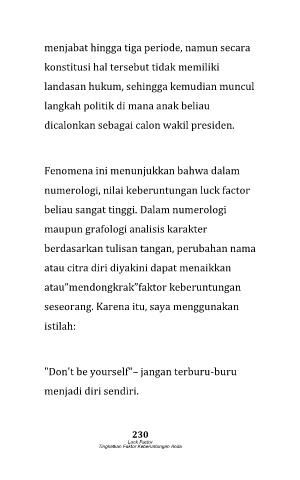 menjabat hingga tiga periode, namun secara
konstitusi hal tersebut tidak memiliki
landasan hukum, sehingga kemudian muncul
langkah politik di mana anak beliau
dicalonkan sebagai calon wakil presiden.
Fenomena ini menunjukkan bahwa dalam
numerologi, nilai keberuntungan luck factor
beliau sangat tinggi. Dalam numerologi
maupun grafologi analisis karakter
berdasarkan tulisan tangan, perubahan nama
atau citra diri diyakini dapat menaikkan
atau"mendongkrak"faktor keberuntungan
seseorang. Karena itu, saya menggunakan
istilah:
"Don't be yourself"– jangan terburu-buru
menjadi diri sendiri.
230
Luck Factor
Tingkatkan Faktor Keberuntungan Anda